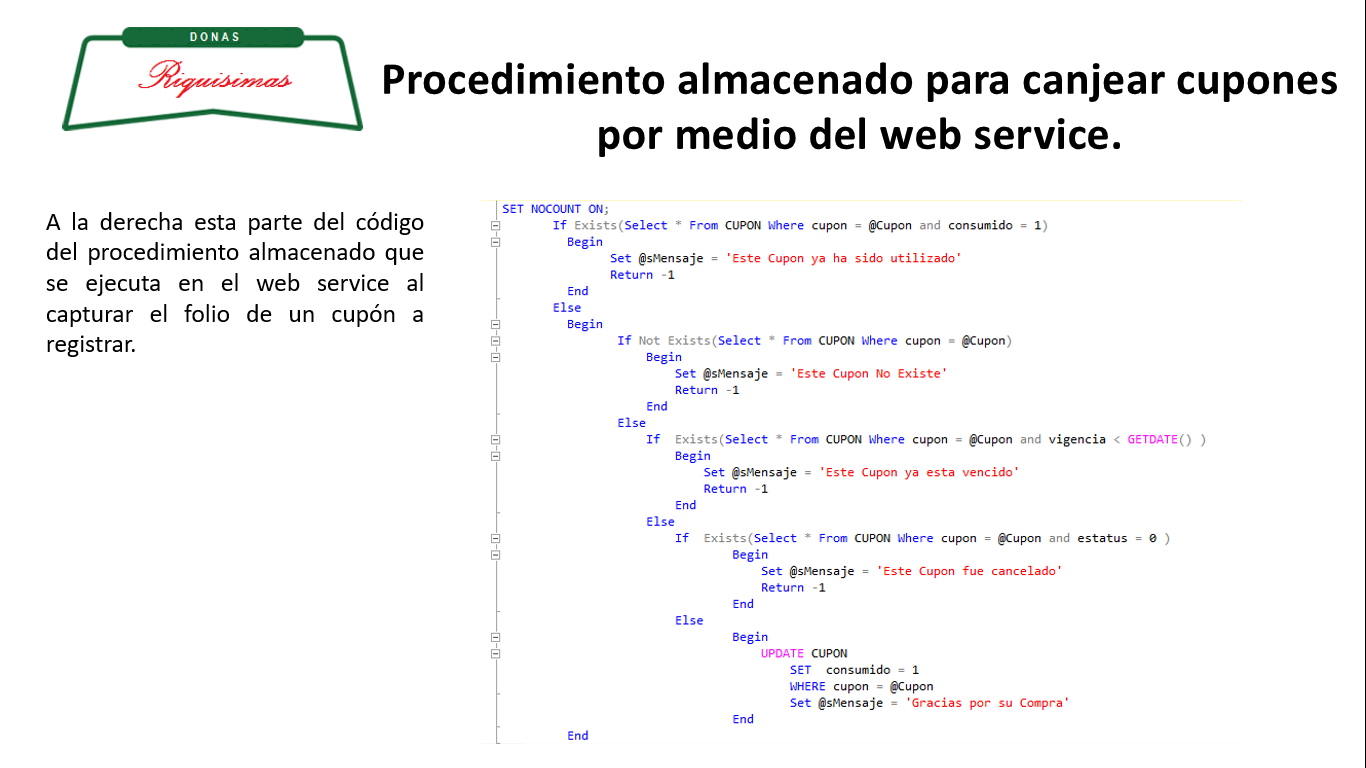 DONAS
Riquisimas
Procedimiento almacenado para canjear cupones
por medio del web service.
A la derecha esta parte del código
del procedimiento almacenado que
se ejecuta en el web service al
capturar el folio de un cupón a
registrar.
SET NOCOUNT ON;
If Exists(Select * From CUPON Where cupon = @Cupon and consumido = 1)
Begin
Set @sMensaje = 'Este Cupon ya ha sido utilizado'
Return -1
End
Else
Begin
If Not Exists(Select * From CUPON Where cupon = @Cupon)
Begin
Set @sMensaje = 'Este Cupon No Existe'
Return -1
End
Else
If  Exists(Select * From CUPON Where cupon = @Cupon and vigencia < GETDATE() )
Begin
Set @sMensaje = 'Este Cupon ya esta vencido'
Return -1
End
Else
If  Exists(Select * From CUPON Where cupon = @Cupon and estatus = 0 )
Begin
Set @sMensaje = 'Este Cupon fue cancelado'
Return -1
End
Else
Begin
UPDATE CUPON
SET  consumido = 1
WHERE cupon = @Cupon
Set @sMensaje = 'Gracias por su Compra'
End
End